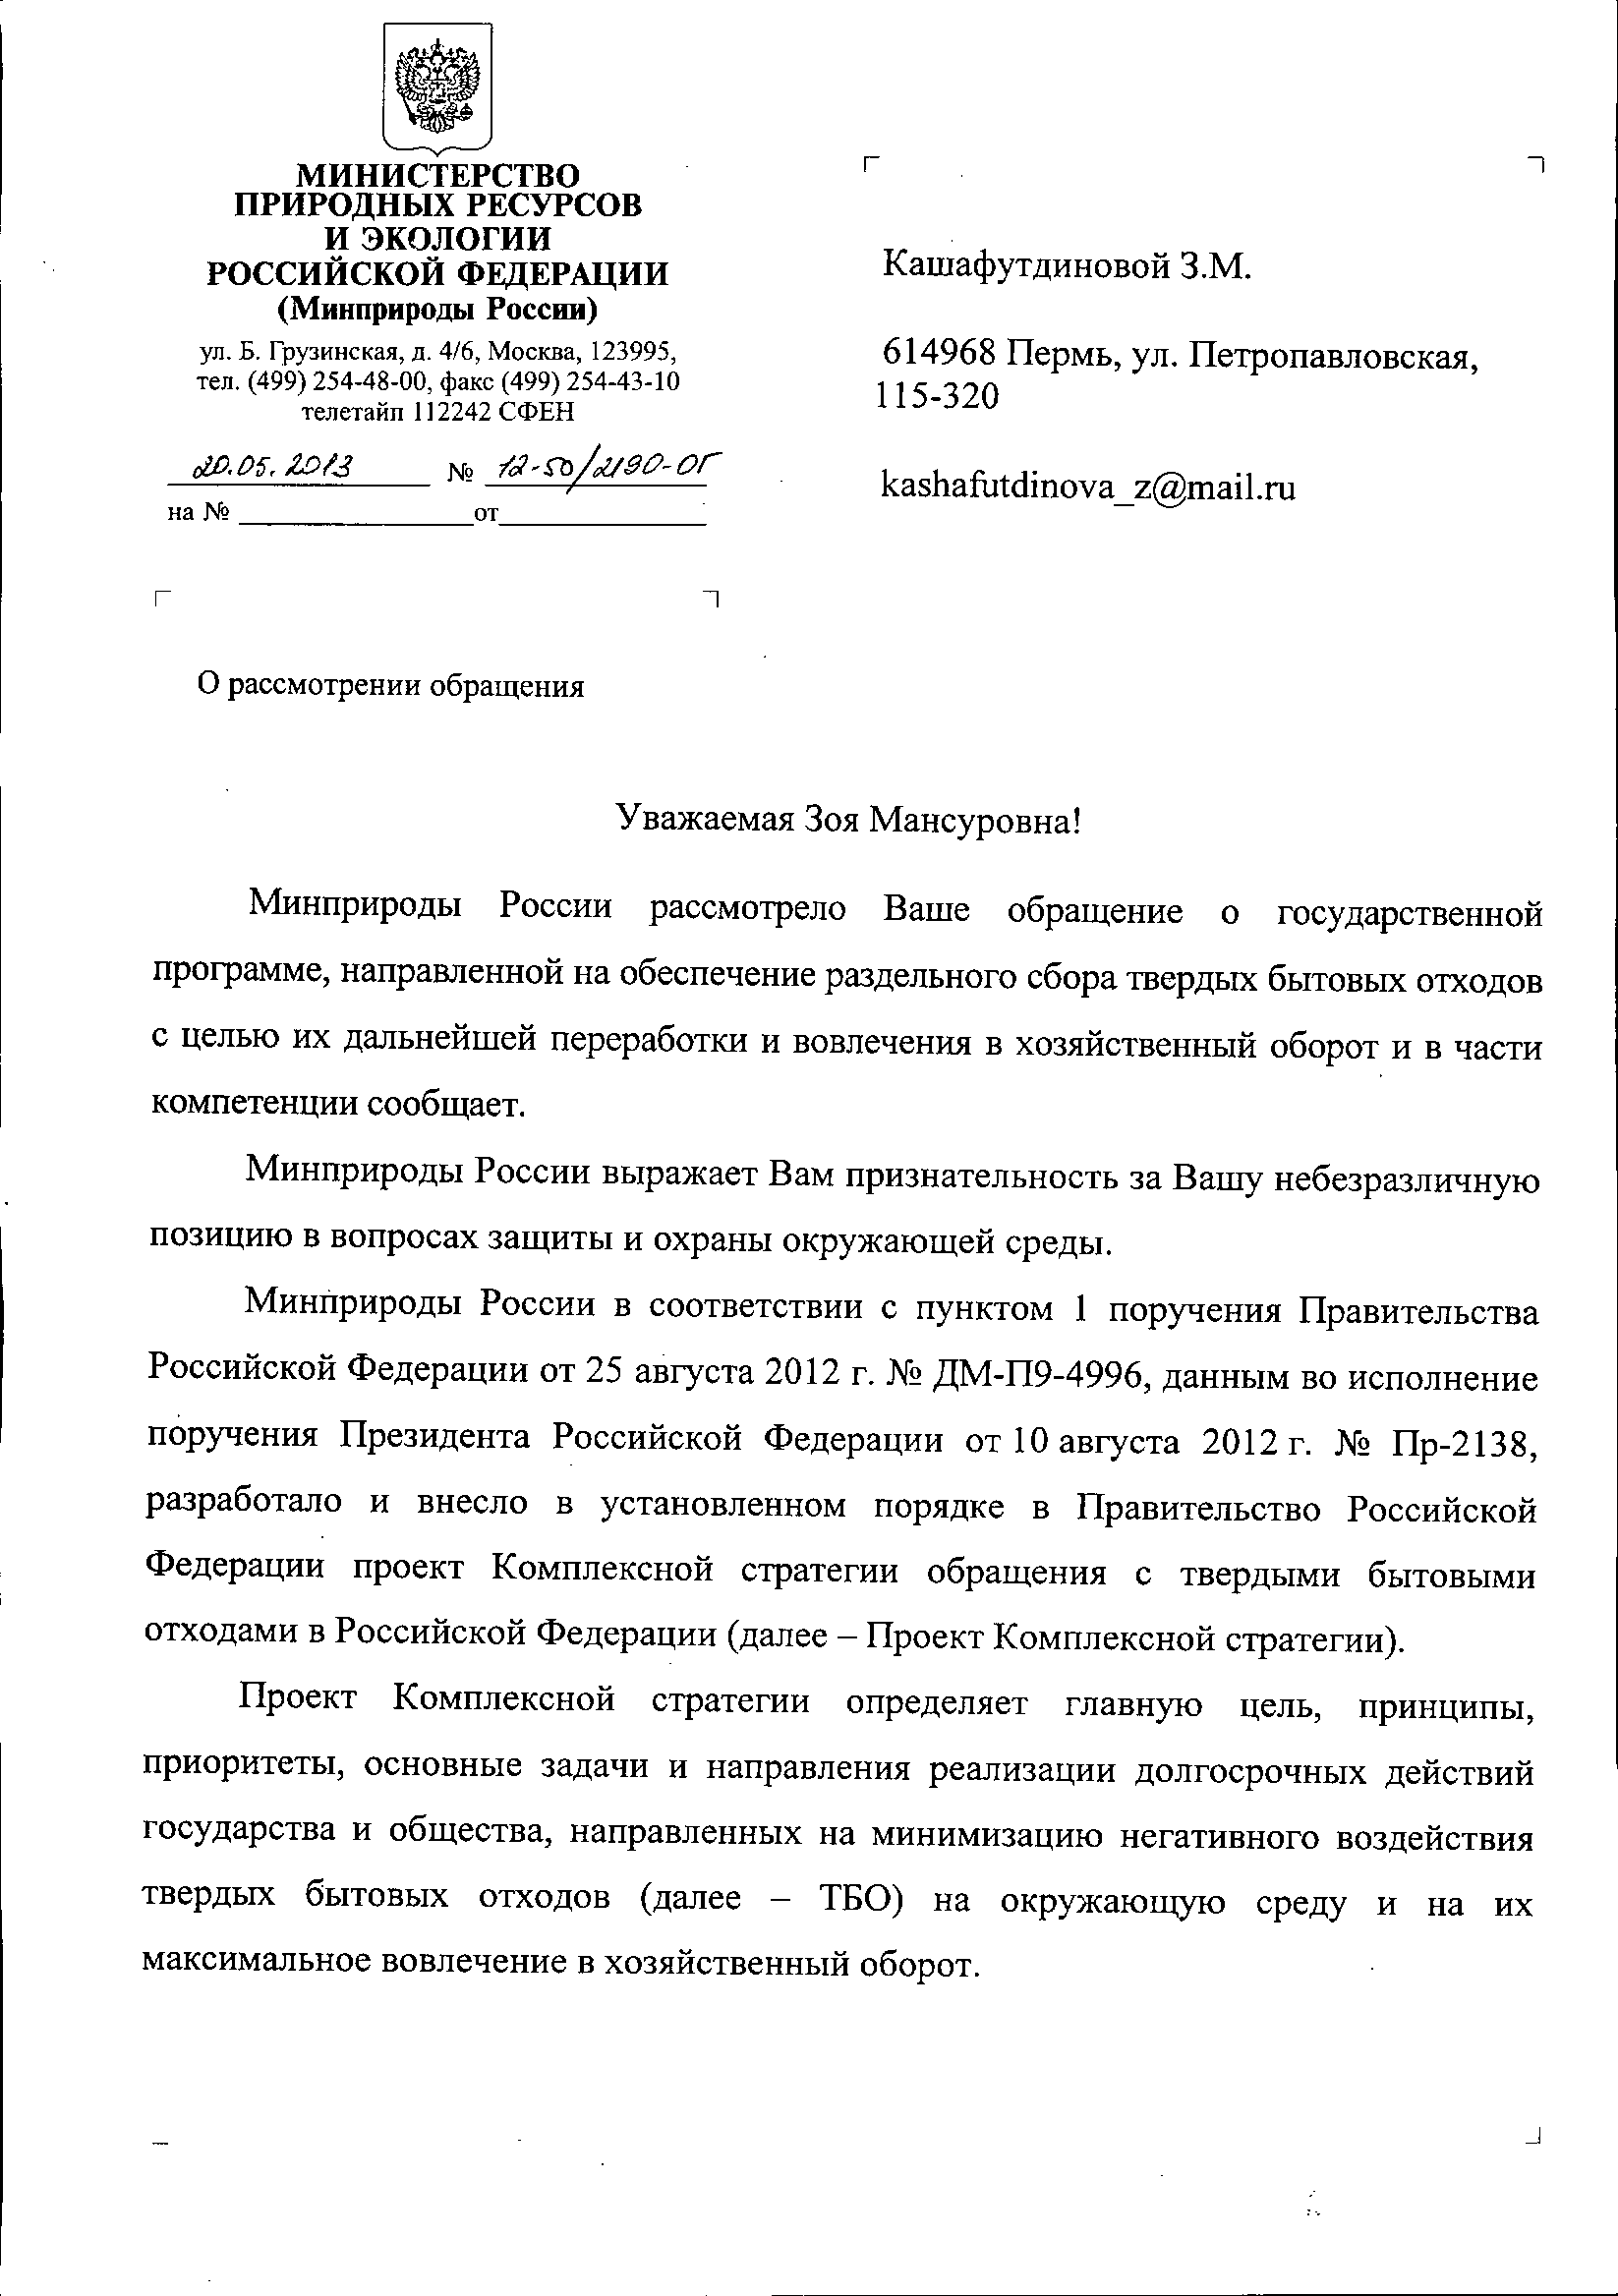 МИНИСТЕРСТВО
ПРИРОДНЫХ РЕСУРСОВ
И ЭКОЛОГИИ
РОССИЙСКОЙ ФЕДЕРАЦИИ
(Минприроды России)
ул. Б. Грузинская, д. 4/6, Москва, 123995,
тел. (499) 254-48-00, факс (499) 254-43-10
телетайп 112242 СФЕН
20.05.2013 № 12-50/2190-ОГ
на № от
Кашафутдиновой З.М.
614968 Пермь, ул. Петропавловская,
115-320
kashafutdinova_z@mail.ru
О рассмотрении обращения
Уважаемая Зоя Мансуровна!
Минприроды России рассмотрело Ваше обращение о государственной
программе, направленной на обеспечение раздельного сбора твердых бытовых отходов
с целью их дальнейшей переработки и вовлечения в хозяйственный оборот и в части
компетенции сообщает.
Минприроды России выражает Вам признательность за Вашу небезразличную
позицию в вопросах защиты и охраны окружающей среды.
Минприроды России в соответствии с пунктом 1 поручения Правительства
Российской Федерации от 25 августа 2012 г. № ДМ-П9-4996, данным во исполнение
поручения Президента Российской Федерации от 10 августа 2012 г. № Пр-2138,
разработало и внесло в установленном порядке в Правительство Российской
Федерации проект Комплексной стратегии обращения с твердыми бытовыми
отходами в Российской Федерации (далее – Проект Комплексной стратегии).
Проект Комплексной стратегии определяет главную цель, принципы,
приоритеты, основные задачи и направления реализации долгосрочных действий
государства и общества, направленных на минимизацию негативного воздействия
твердых бытовых отходов (далее – ТБО) на окружающую среду и на их
максимальное вовлечение в хозяйственный оборот.